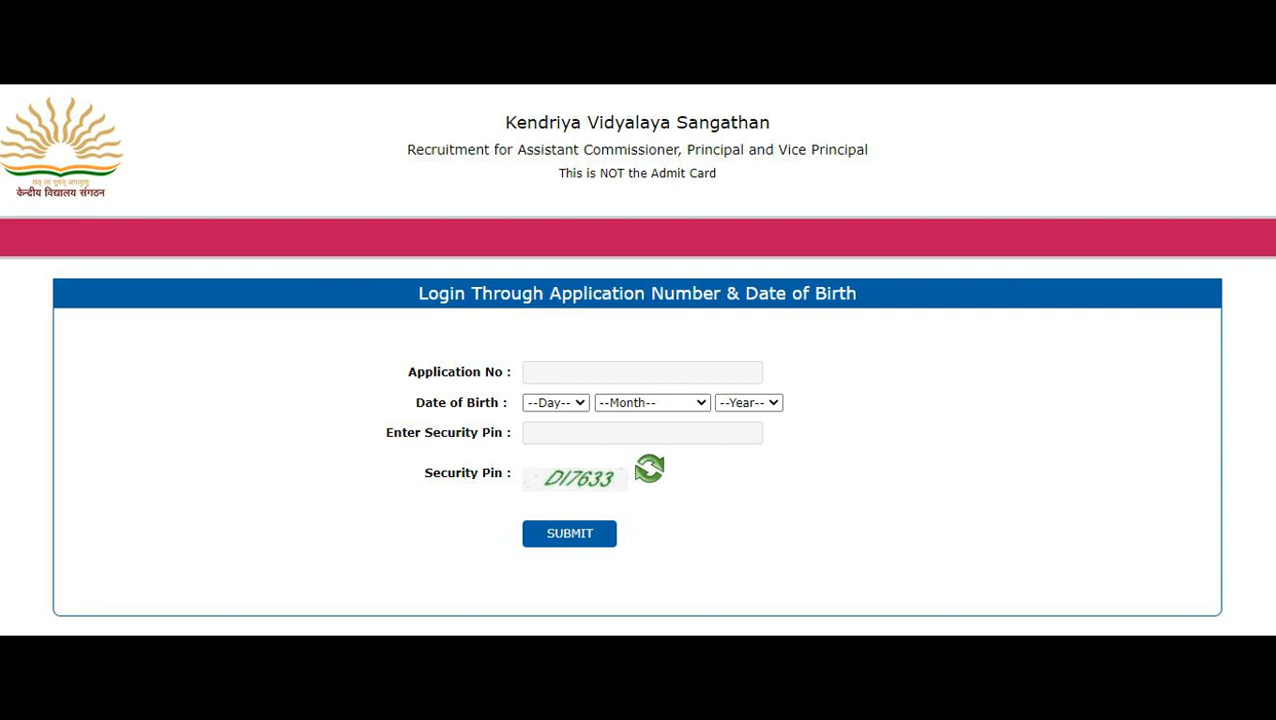 Kendriya Vidyalaya Sangathan
Recruitment for Assistant Commissioner, Principal and Vice Principal
This is NOT the Admit Card
केन्द्रीय विद्यालय संगठन
Login Through Application Number & Date of Birth
Application No :
Date of Birth : --Day-- --Month-- --Year--
Enter Security Pin :
Security Pin : DI7633
SUBMIT